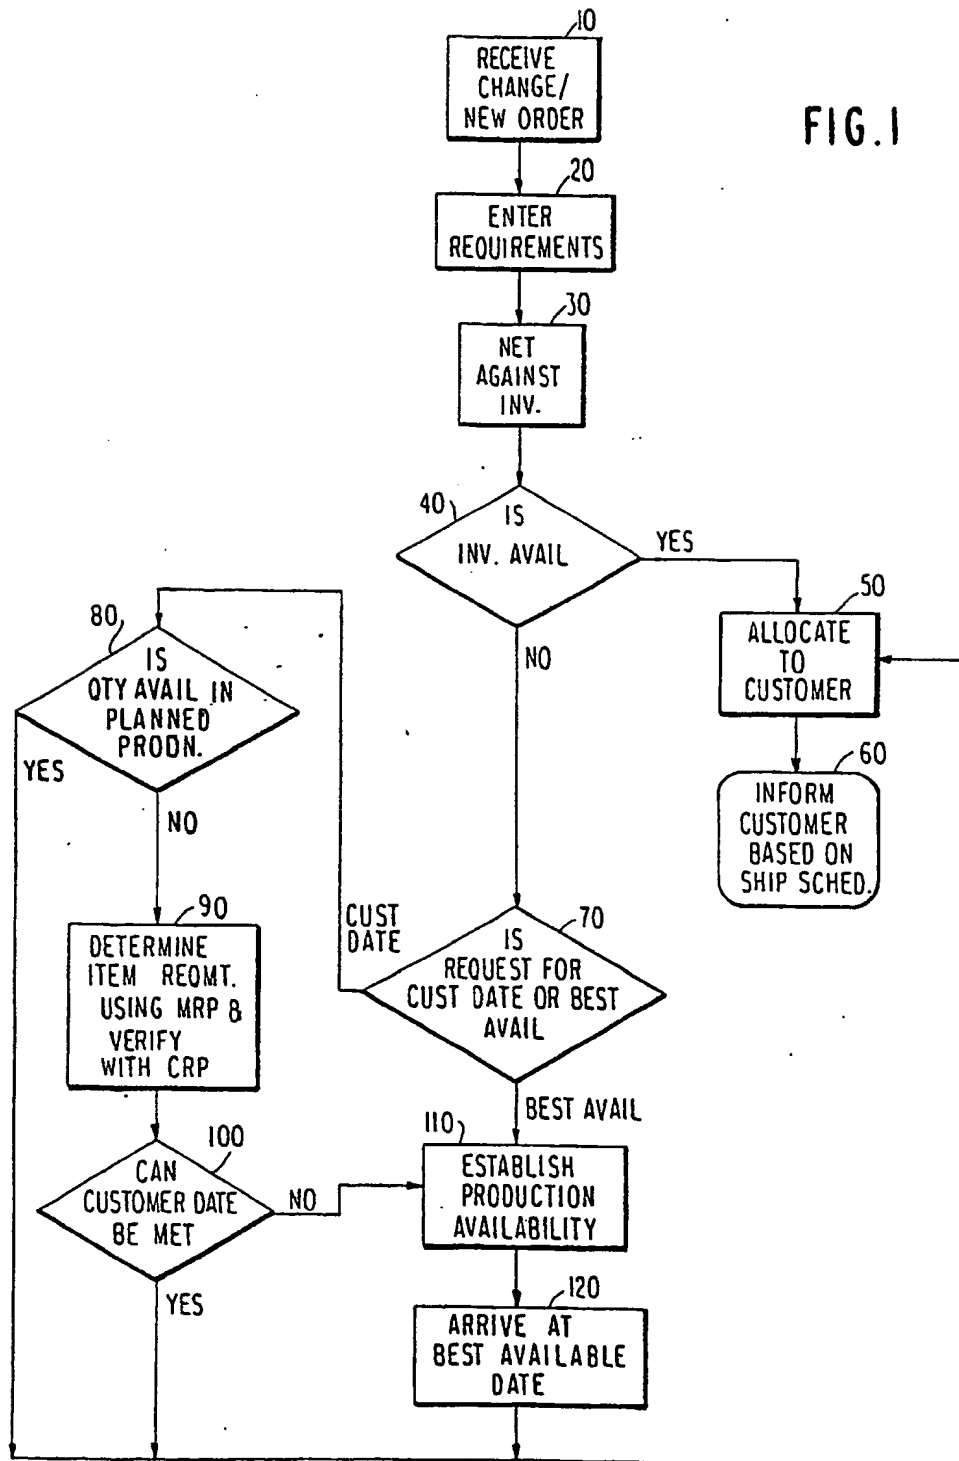 10
RECEIVE
CHANGE/
NEW ORDER
FIG.1
20
ENTER
REQUIREMENTS
30
NET
AGAINST
INV.
40
IS
INV. AVAIL
YES
NO
50
ALLOCATE
TO
CUSTOMER
60
INFORM
CUSTOMER
BASED ON
SHIP SCHED.
70
IS
REQUEST FOR
CUST DATE OR BEST
AVAIL
CUST
DATE
BEST AVAIL
80
IS
QTY AVAIL IN
PLANNED
PRODN.
YES
NO
90
DETERMINE
ITEM REQMT.
USING MRP &
VERIFY
WITH CRP
100
CAN
CUSTOMER DATE
BE MET
NO
YES
110
ESTABLISH
PRODUCTION
AVAILABILITY
120
ARRIVE AT
BEST AVAILABLE
DATE